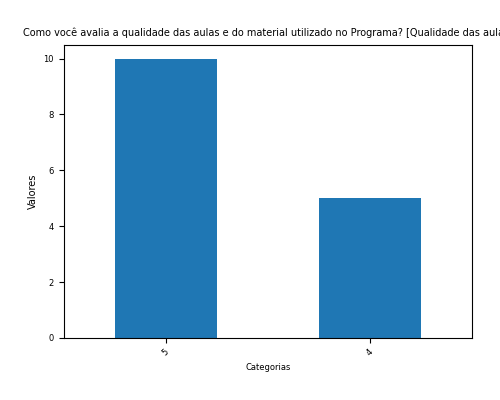 Como você avalia a qualidade das aulas e do material utilizado no Programa? [Qualidade das
10
8
6
4
2
0
Valores
5
4
Categorias